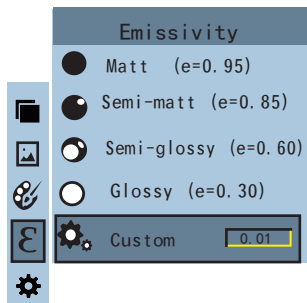 Emissivity
Matt (e=0.95)
Semi-matt (e=0.85)
Semi-glossy (e=0.60)
Glossy (e=0.30)
ε
Custom 0.01